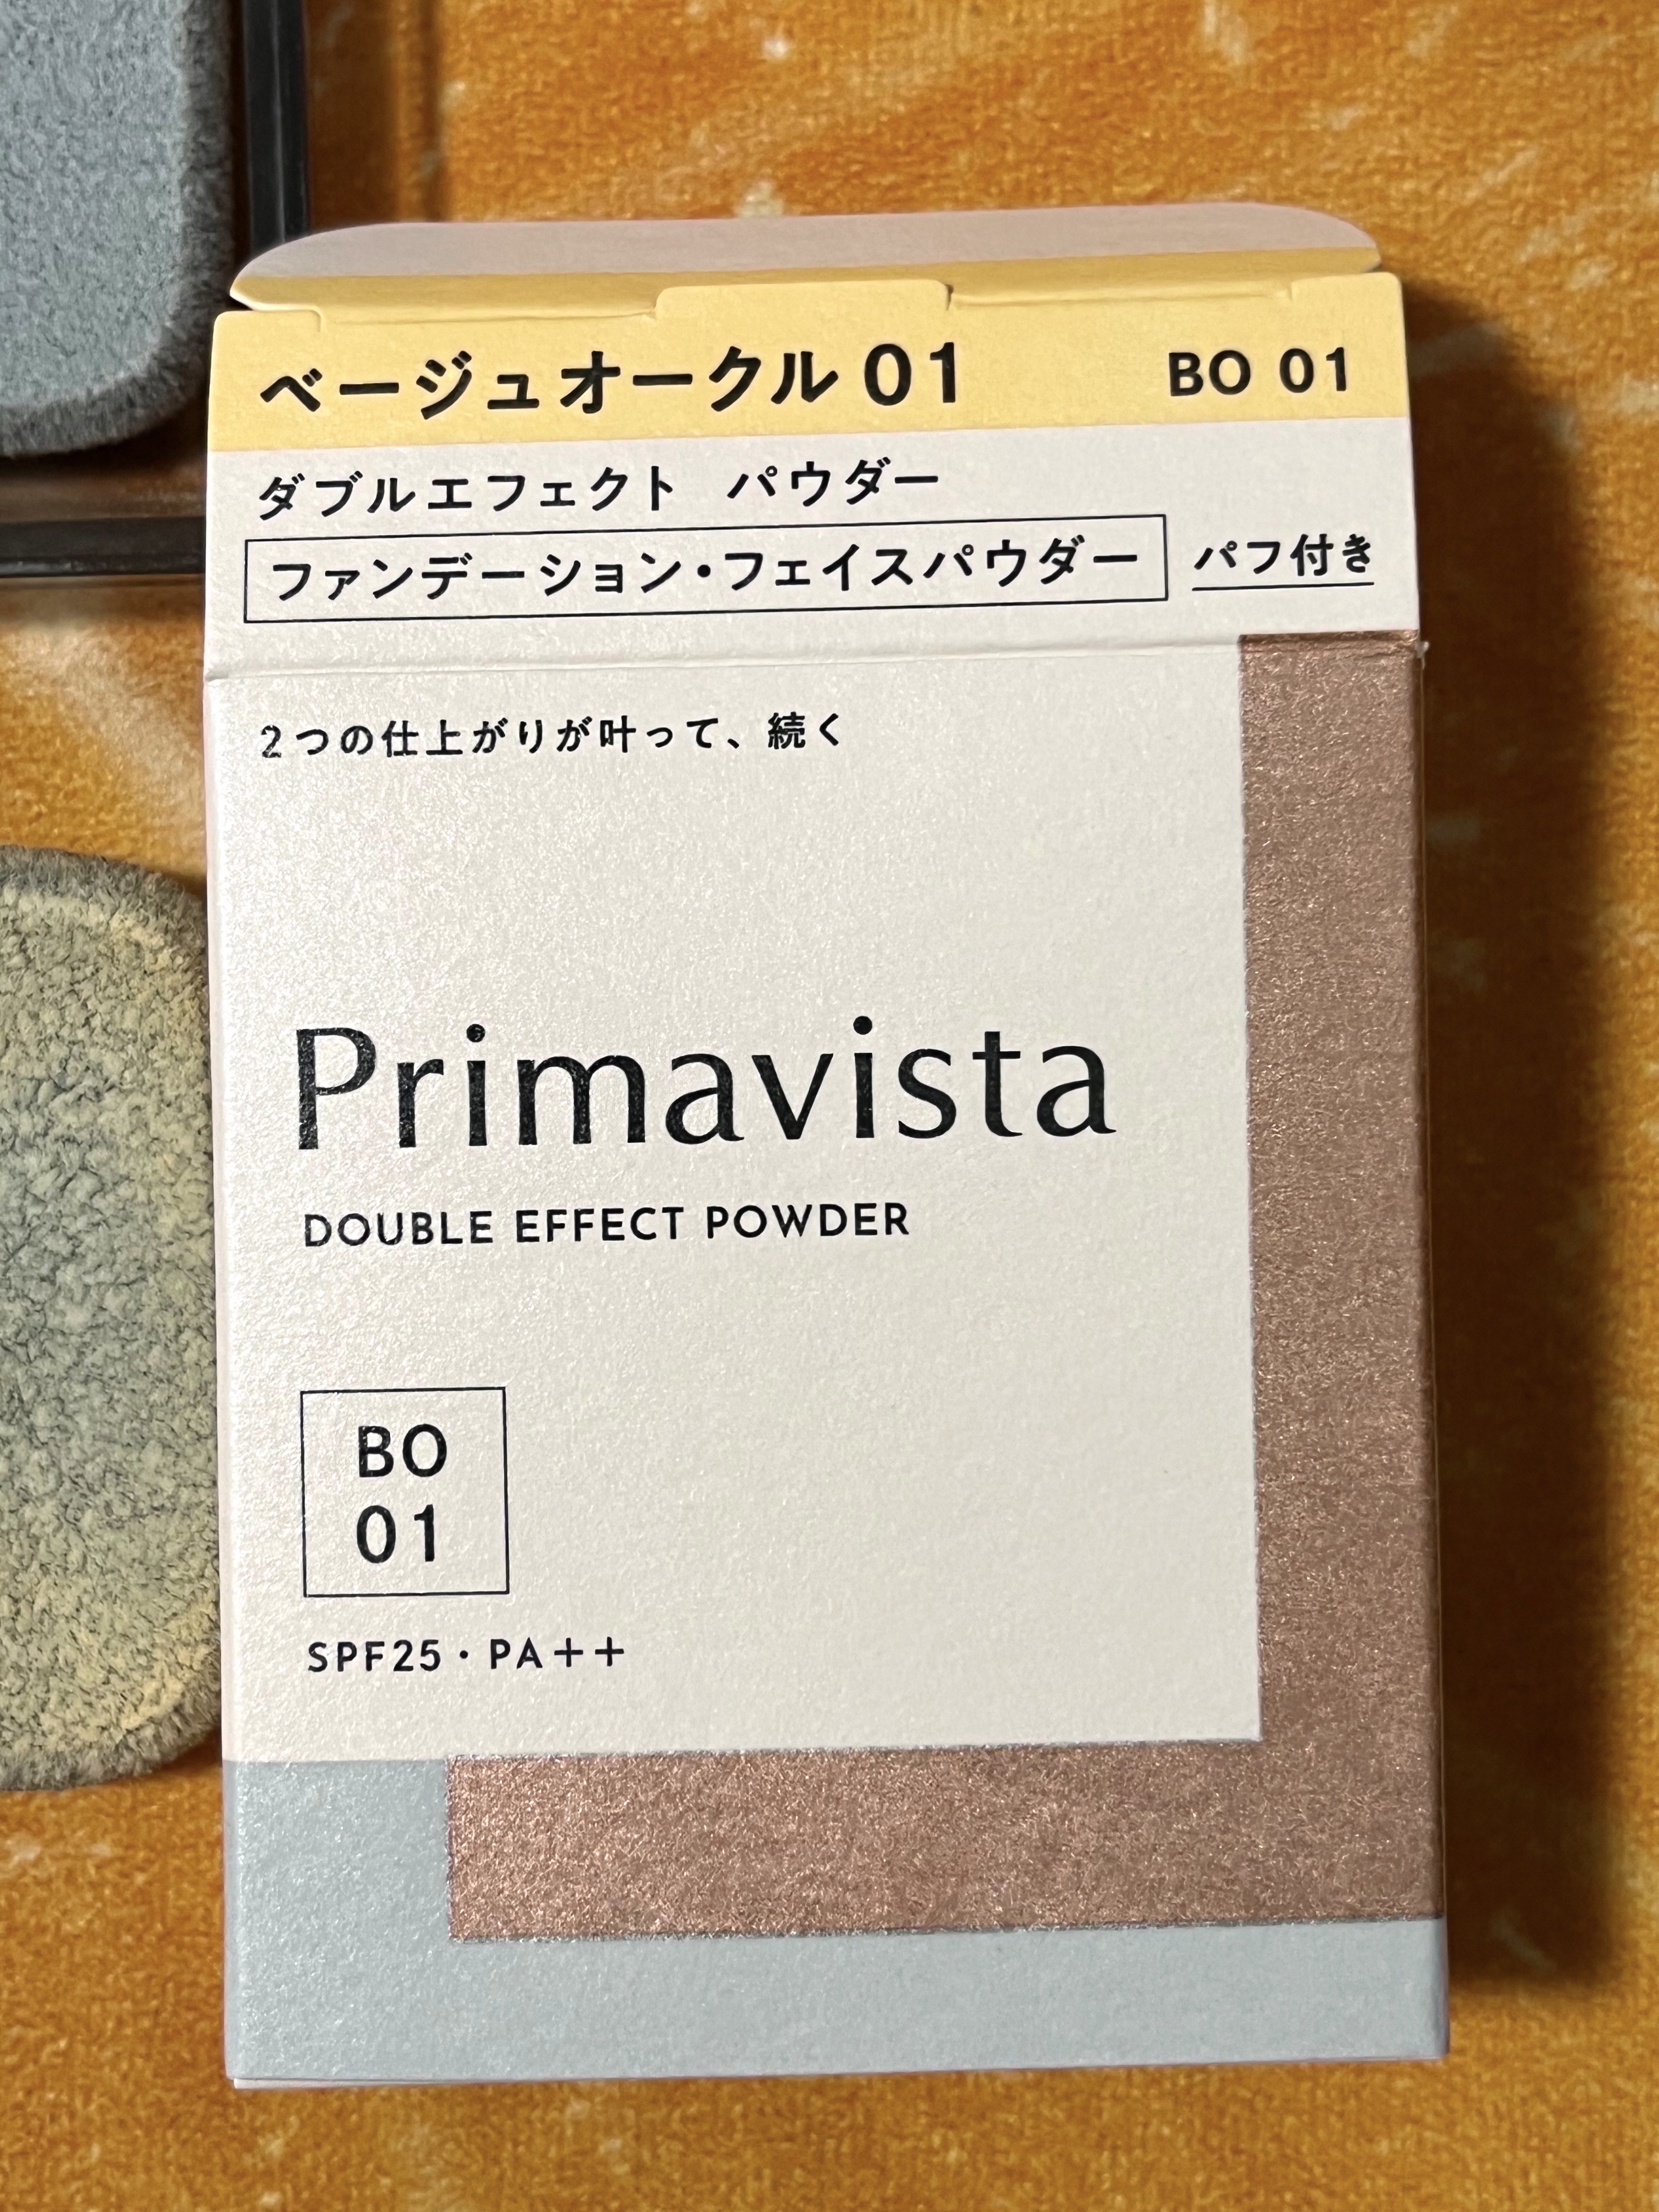 ベージュオークル 01 BO 01
ダブルエフェクト パウダー
ファンデーション・フェイスパウダー パフ付き
2つの仕上がりが叶って、続く
Primavista
DOUBLE EFFECT POWDER
BO
01
SPF25・PA++